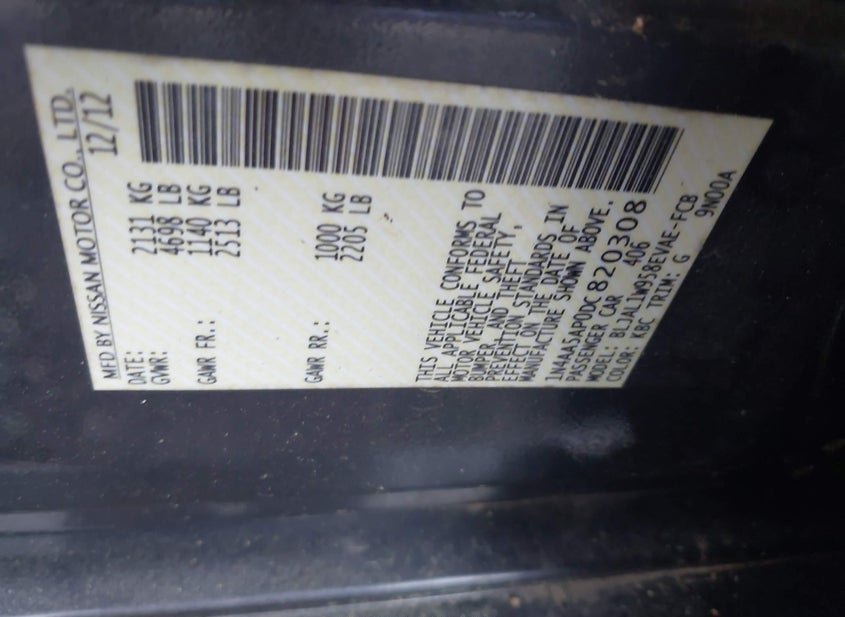 MFD BY NISSAN MOTOR CO., LTD.
DATE: 12/12
GVWR: 2131 KG
4698 LB
GAWR FR.: 1140 KG
2513 LB
GAWR RR.: 1000 KG
2205 LB
THIS VEHICLE CONFORMS TO
ALL APPLICABLE FEDERAL
MOTOR VEHICLE SAFETY,
BUMPER, AND THEFT
PREVENTION STANDARDS IN
EFFECT ON THE DATE OF
MANUFACTURE SHOWN ABOVE.
1N4AA5AP0DC820308
PASSENGER CAR 406
MODEL: BLJALIW958EVAE-FCB
COLOR: KBC TRIM: G 9N00A